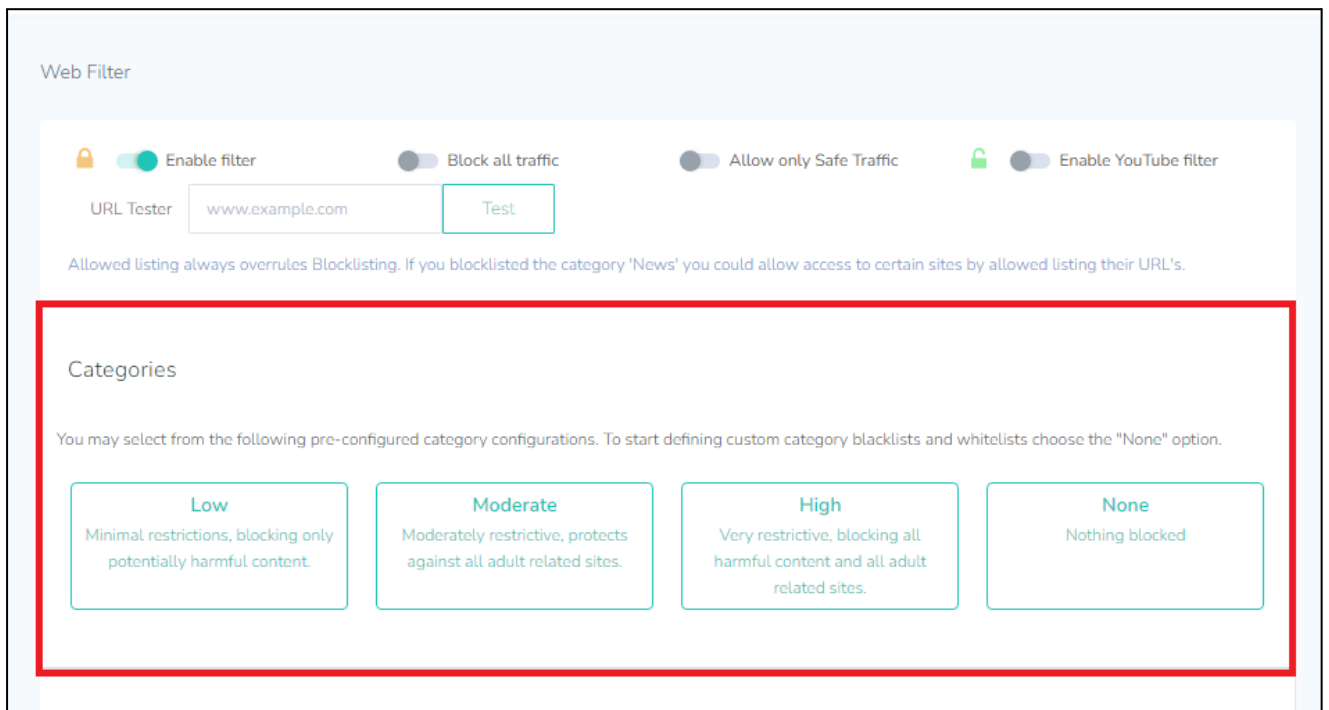 Web Filter
Enable filter
Block all traffic
Allow only Safe Traffic
Enable YouTube filter
URL Tester
www.example.com
Test
Allowed listing always overrules Blocklisting. If you blocklisted the category 'News' you could allow access to certain sites by allowed listing their URL's.
Categories
You may select from the following pre-configured category configurations. To start defining custom category blacklists and whitelists choose the "None" option.
Low
Minimal restrictions, blocking only
potentially harmful content.
Moderate
Moderately restrictive, protects
against all adult related sites.
High
Very restrictive, blocking all
harmful content and all adult
related sites.
None
Nothing blocked